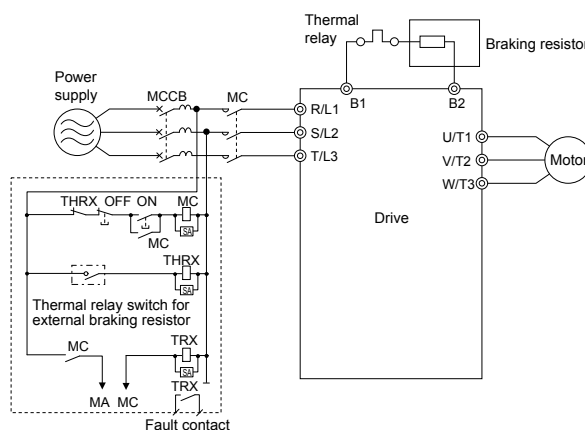 Thermal
relay
Braking resistor
Power
supply
MCCB
MC
B1
B2
R/L1
S/L2
T/L3
U/T1
V/T2
W/T3
Motor
Drive
THRX OFF ON
MC
SA
MC
THRX
SA
Thermal relay switch for
external braking resistor
MC
TRX
SA
MA MC
TRX
Fault contact